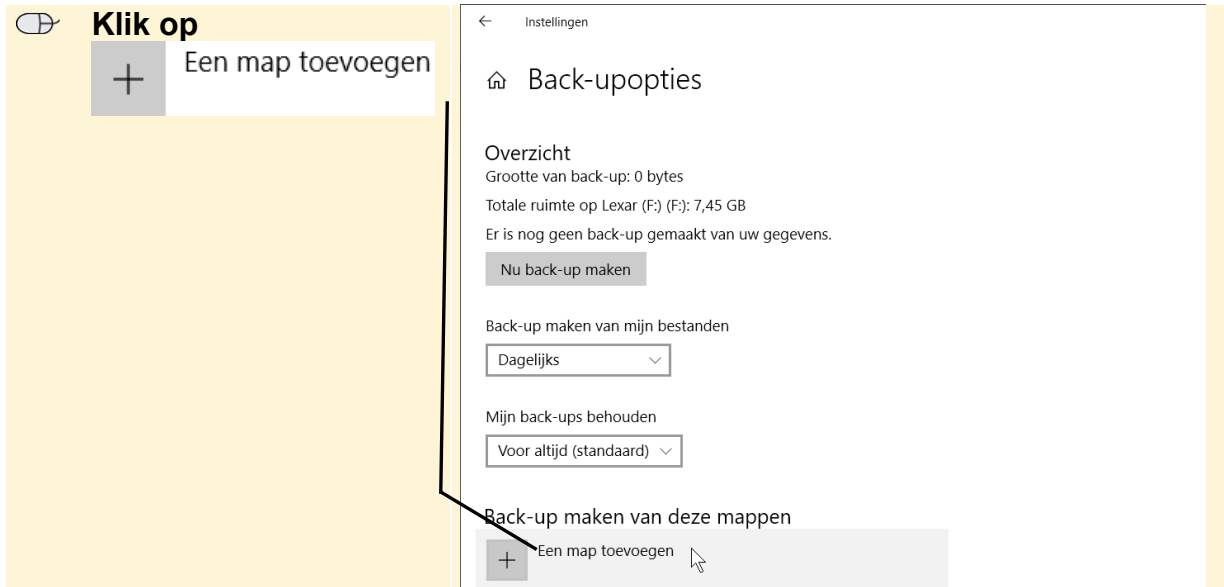 Klik op
Een map toevoegen
Instellingen
Back-upopties
Overzicht
Grootte van back-up: 0 bytes
Totale ruimte op Lexar (F:) (F:): 7,45 GB
Er is nog geen back-up gemaakt van uw gegevens.
Nu back-up maken
Back-up maken van mijn bestanden
Dagelijks
Mijn back-ups behouden
Voor altijd (standaard)
Back-up maken van deze mappen
Een map toevoegen